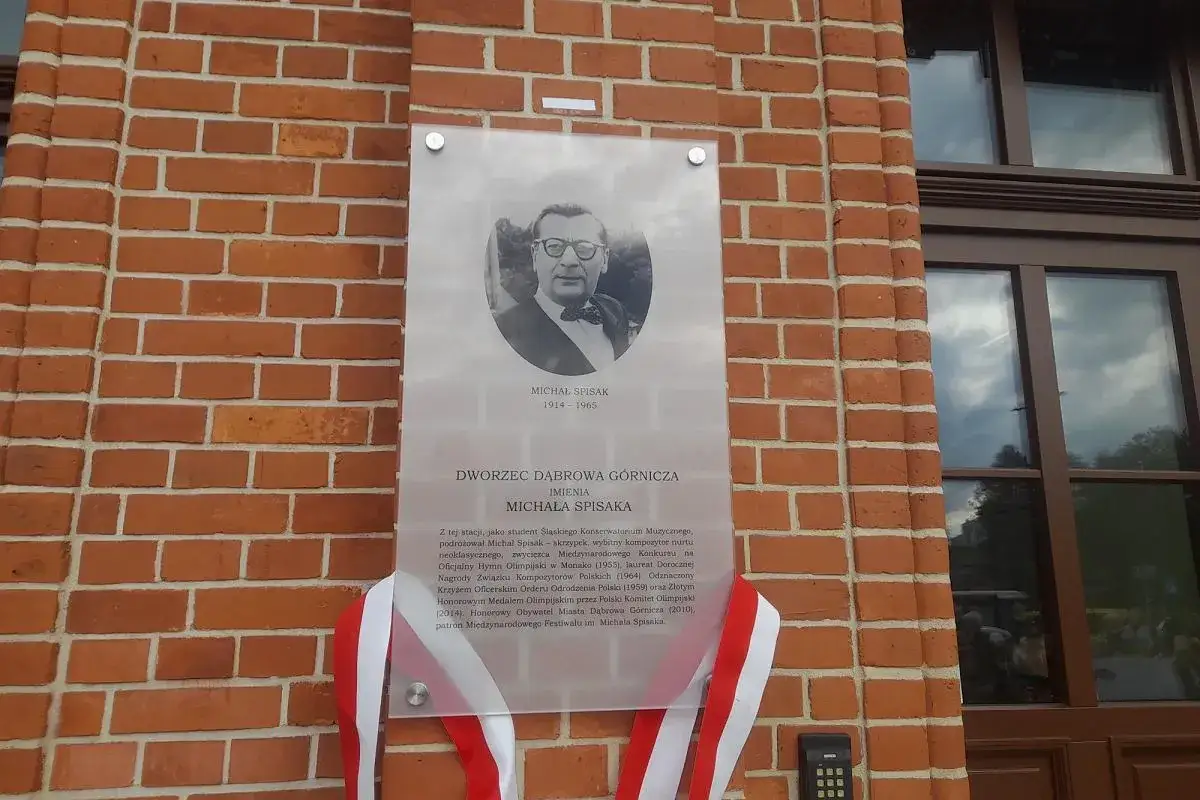 MICHAŁ SPISAK
1914 – 1965
DWORZEC DĄBROWA GÓRNICZA
IMIENIA
MICHAŁA SPISAKA
Z tej stacji, jako student Śląskiego Konserwatorium Muzycznego,
podróżował Michał Spisak – skrzypek, wybitny kompozytor nurtu
neoklasycznego, zwycięzca Międzynarodowego Konkursu na
Oficjalny Hymn Olimpijski w Monako (1955), laureat Dorocznej
Nagrody Związku Kompozytorów Polskich (1964). Odznaczony
Krzyżem Oficerskim Orderu Odrodzenia Polski (1959) oraz Złotym
Honorowym Medalem Olimpijskim przez Polski Komitet Olimpijski
(2014). Honorowy Obywatel Miasta Dąbrowa Górnicza (2010),
patron Międzynarodowego Festiwalu im. Michała Spisaka.